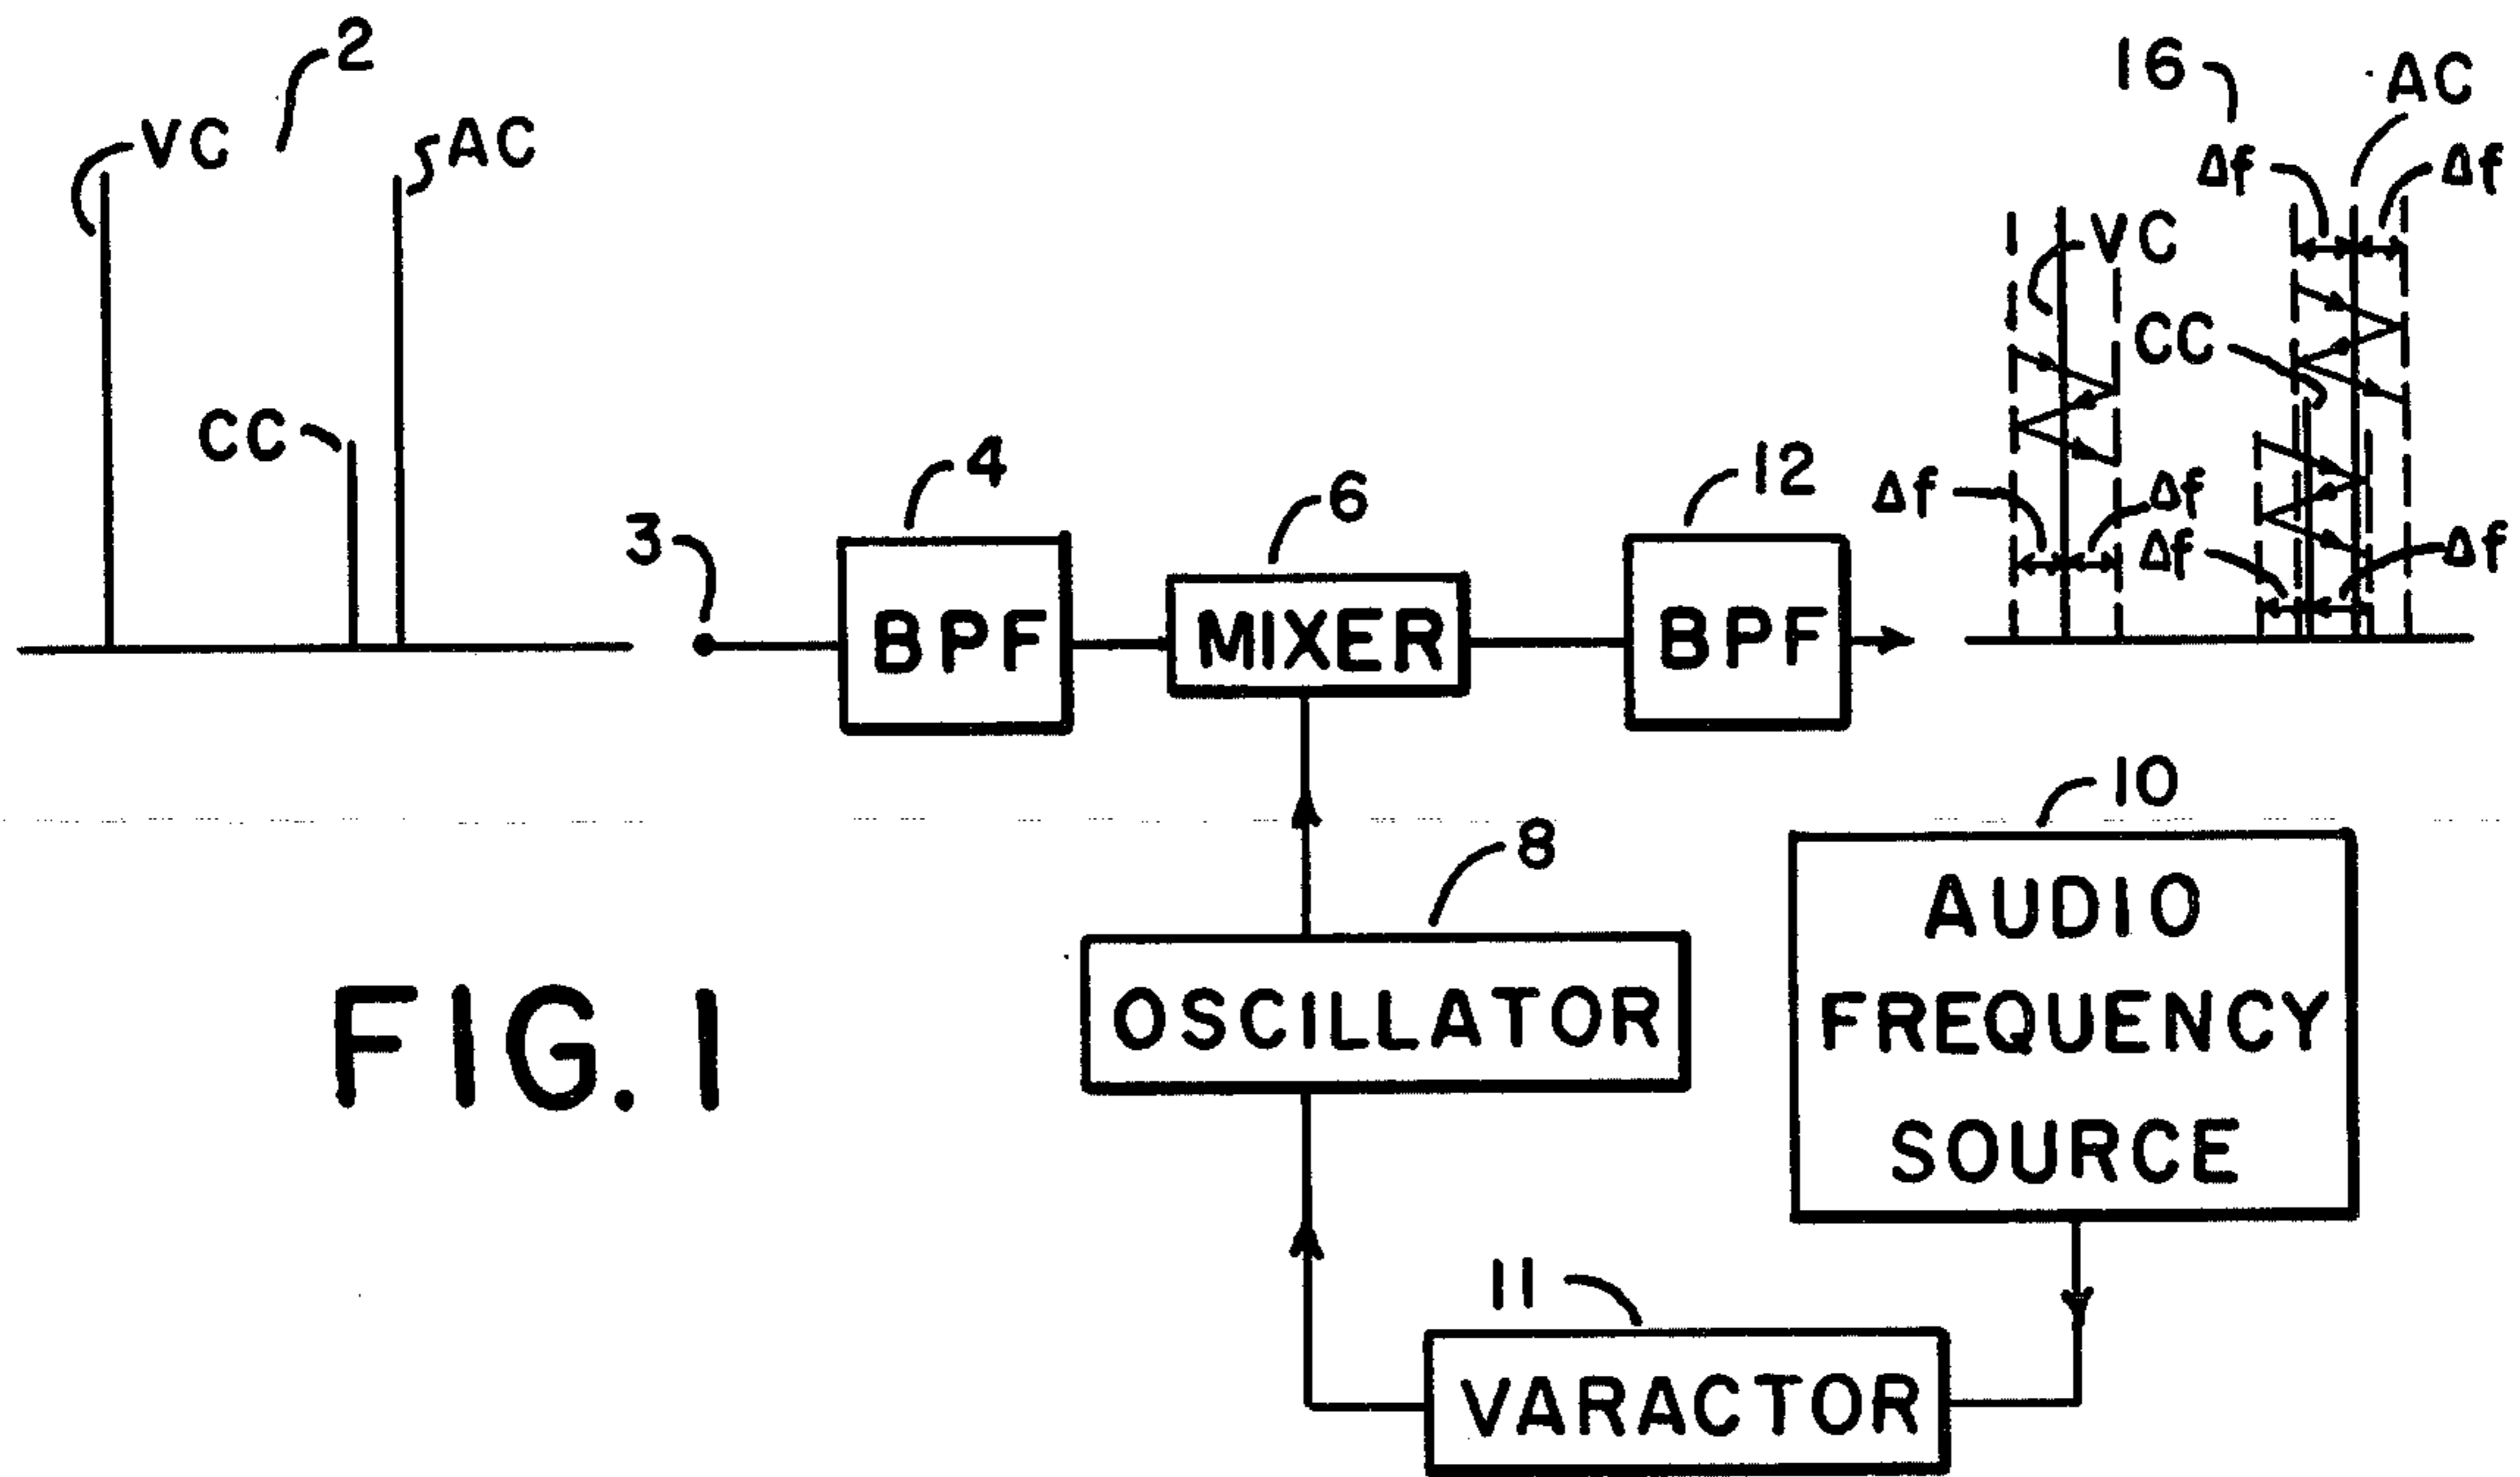 2
VC
AC
CC
3
4
BPF
6
MIXER
12
BPF
16
AC
Δf
Δf
VC
CC
Δf
Δf
Δf
Δf
8
OSCILLATOR
10
AUDIO
FREQUENCY
SOURCE
11
VARACTOR
FIG. 1